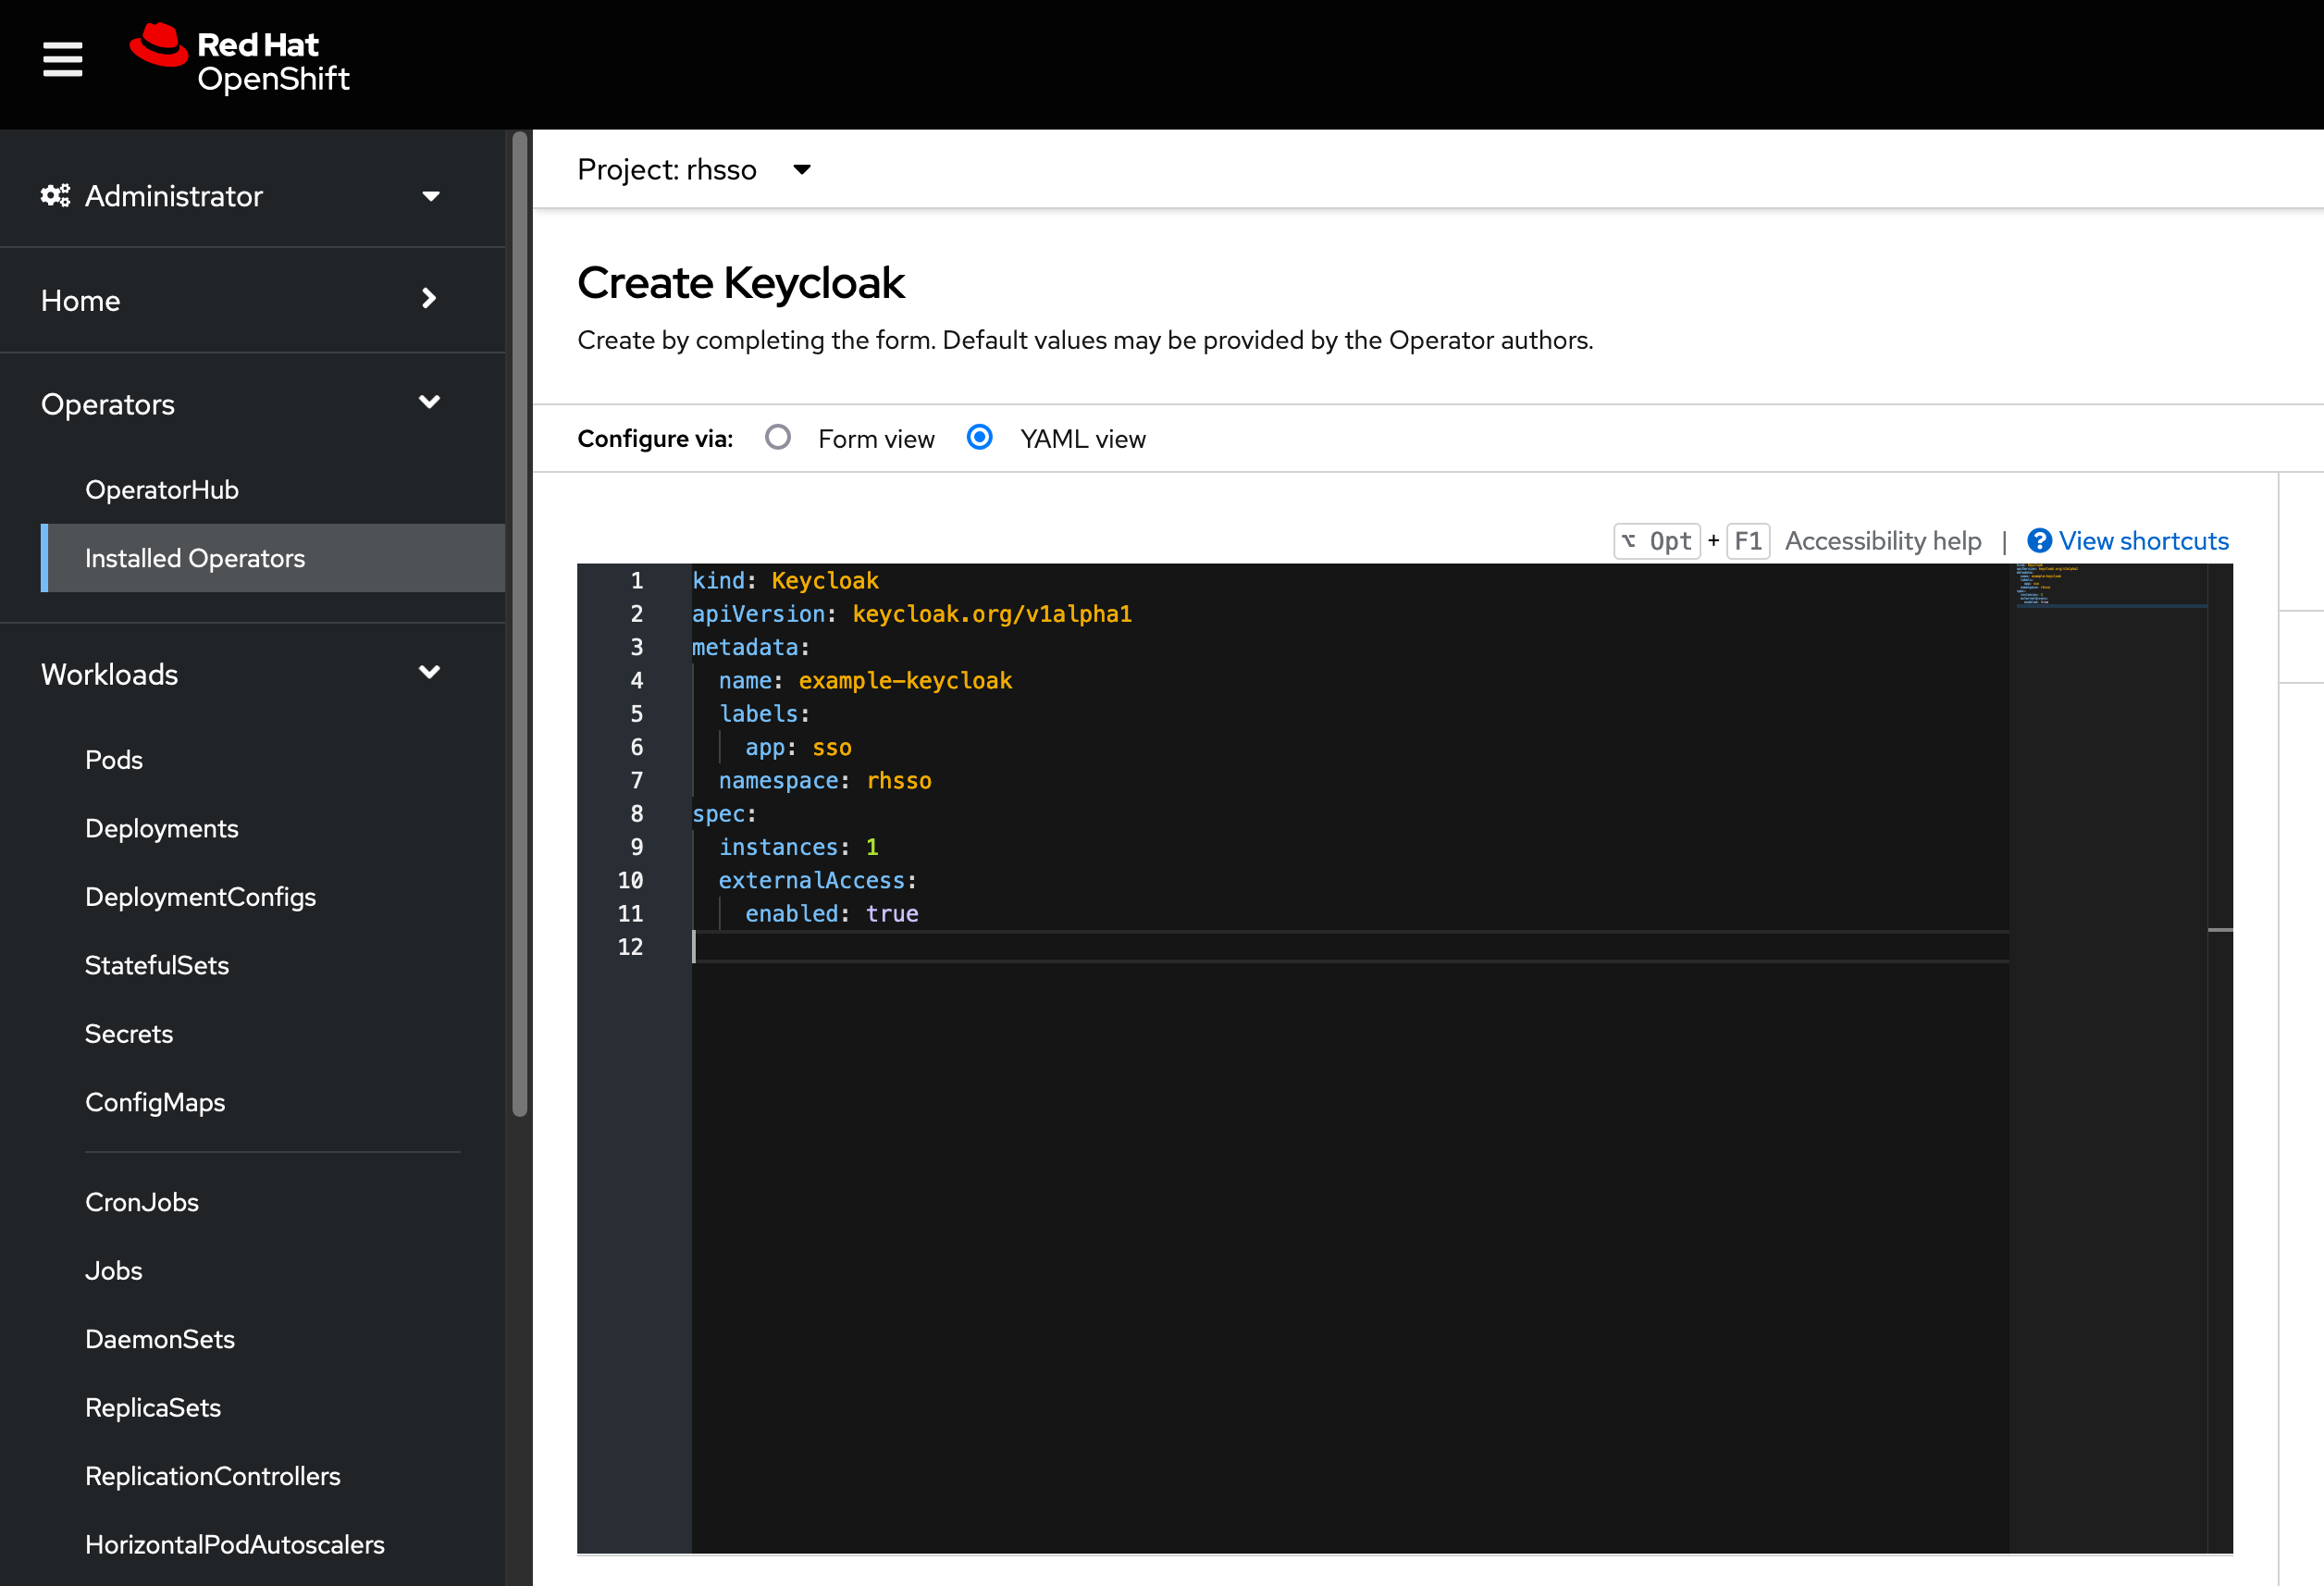 Red Hat
OpenShift
Administrator
Home
Operators
OperatorHub
Installed Operators
Workloads
Pods
Deployments
DeploymentConfigs
StatefulSets
Secrets
ConfigMaps
CronJobs
Jobs
DaemonSets
ReplicaSets
ReplicationControllers
HorizontalPodAutoscalers
Project: rhsso
Create Keycloak
Create by completing the form. Default values may be provided by the Operator authors.
Configure via: Form view YAML view
⌥ Opt + F1 Accessibility help | View shortcuts
1 kind: Keycloak
2 apiVersion: keycloak.org/v1alpha1
3 metadata:
4   name: example-keycloak
5   labels:
6     app: sso
7   namespace: rhsso
8 spec:
9   instances: 1
10   externalAccess:
11     enabled: true
12